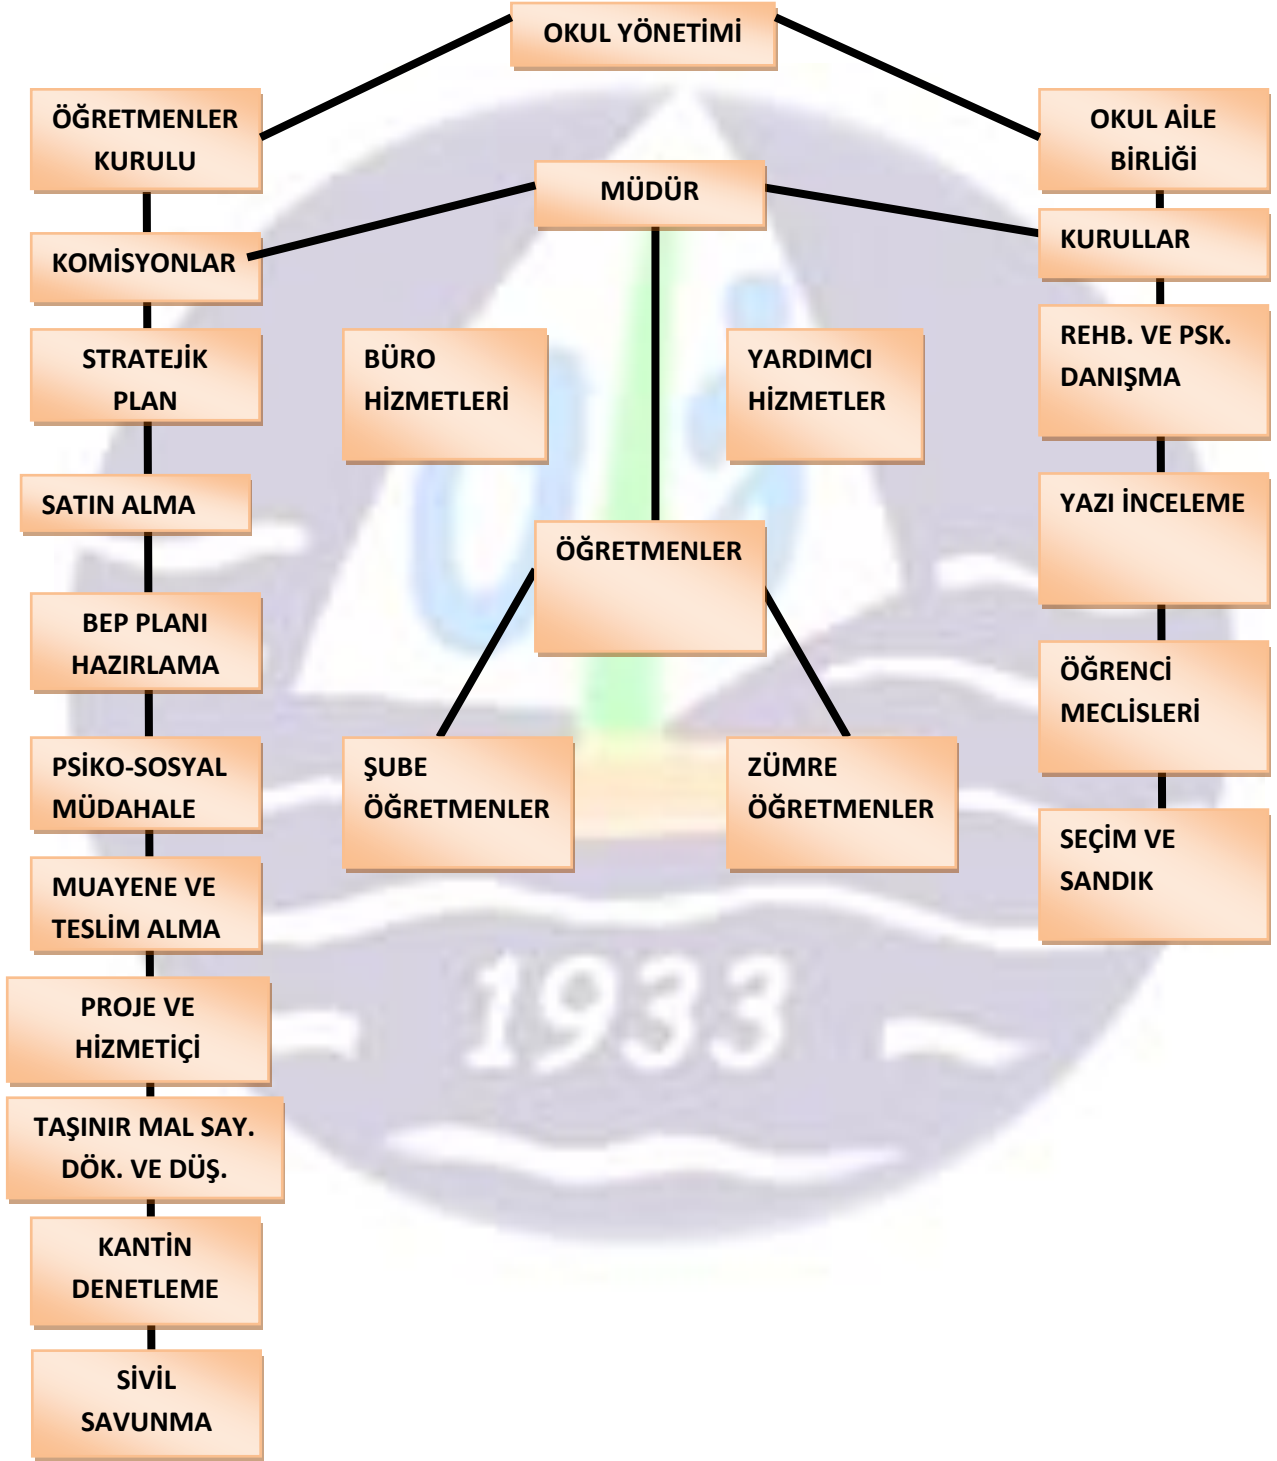 OKUL YÖNETİMİ
ÖĞRETMENLER
KURULU
OKUL AİLE
BİRLİĞİ
MÜDÜR
KOMİSYONLAR
KURULLAR
STRATEJİK
PLAN
BÜRO
HİZMETLERİ
YARDIMCI
HİZMETLER
REHB. VE PSK.
DANIŞMA
SATIN ALMA
YAZI İNCELEME
ÖĞRETMENLER
BEP PLANI
HAZIRLAMA
ÖĞRENCİ
MECLİSLERİ
PSİKO-SOSYAL
MÜDAHALE
ŞUBE
ÖĞRETMENLER
ZÜMRE
ÖĞRETMENLER
SEÇİM VE
SANDIK
MUAYENE VE
TESLİM ALMA
1933
PROJE VE
HİZMETİÇİ
TAŞINIR MAL SAY.
DÖK. VE DÜŞ.
KANTİN
DENETLEME
SİVİL
SAVUNMA